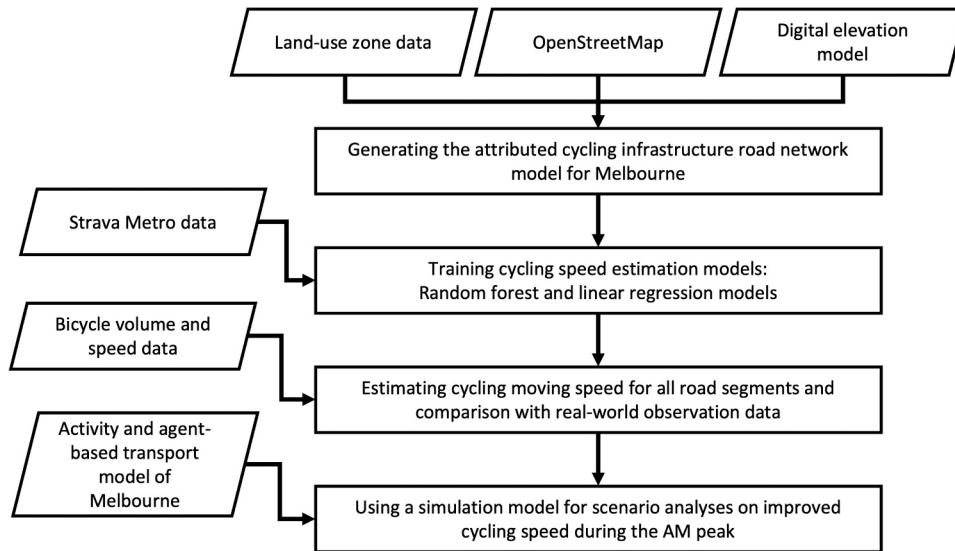 Land-use zone data
OpenStreetMap
Digital elevation
model
Generating the attributed cycling infrastructure road network
model for Melbourne
Strava Metro data
Training cycling speed estimation models:
Random forest and linear regression models
Bicycle volume and
speed data
Estimating cycling moving speed for all road segments and
comparison with real-world observation data
Activity and agent-
based transport
model of
Melbourne
Using a simulation model for scenario analyses on improved
cycling speed during the AM peak